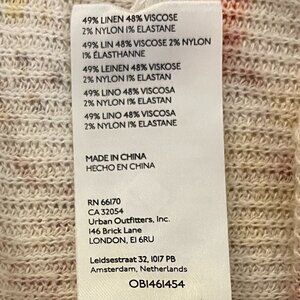 49% LINEN 48% VISCOSE
2% NYLON 1% ELASTANE
49% LIN 48% VISCOSE 2% NYLON
1% ÉLASTHANNE
49% LEINEN 48% VISKOSE
2% NYLON 1% ELASTAN
49% LINO 48% VISCOSA
2% NYLON 1% ELASTAN
49% LINO 48% VISCOSA
2% NYLON 1% ELASTANE
MADE IN CHINA
HECHO EN CHINA
RN 66170
CA 32054
Urban Outfitters, Inc.
146 Brick Lane
LONDON, E1 6RU
Leidsestraat 32, 1017 PB
Amsterdam, Netherlands
OB1461454